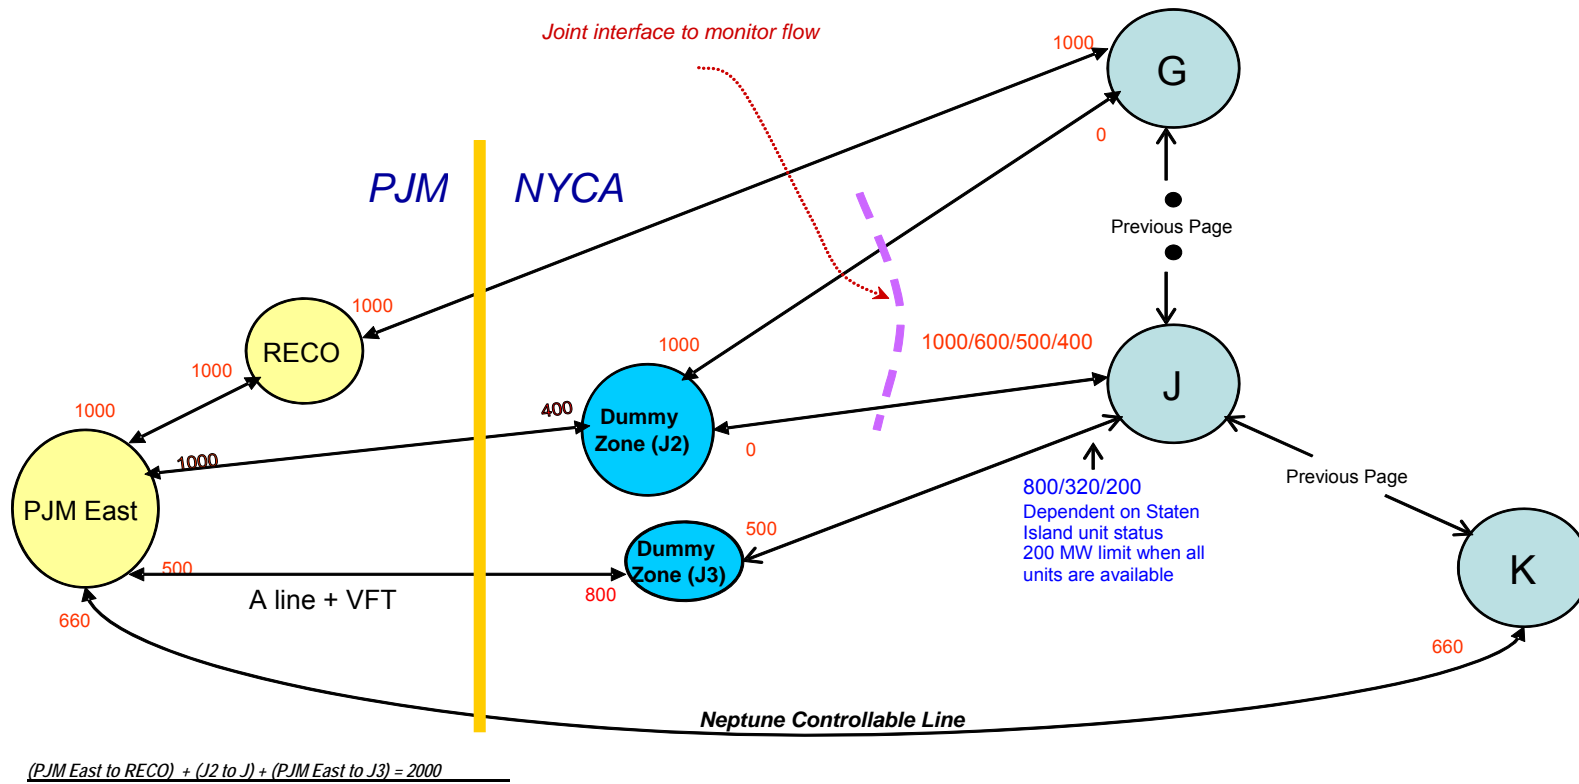 Joint interface to monitor flow
1000
G
0
PJM
NYCA
Previous Page
1000
RECO
1000
1000
1000/600/500/400
J
1000
400
Dummy
Zone (J2)
1000
0
PJM East
Previous Page
800/320/200
Dependent on Staten
Island unit status
200 MW limit when all
units are available
500
Dummy
Zone (J3)
500
A line + VFT
800
K
660
660
Neptune Controllable Line
(PJM East to RECO) + (J2 to J) + (PJM East to J3) = 2000